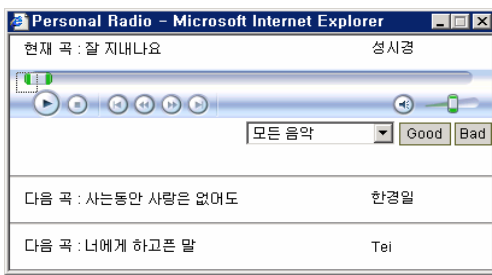 Personal Radio - Microsoft Internet Explorer
현재 곡 : 잘 지내나요 성시경
모든 음악 Good Bad
다음 곡 : 사는동안 사랑은 없어도 한경일
다음 곡 : 너에게 하고픈 말 Tei